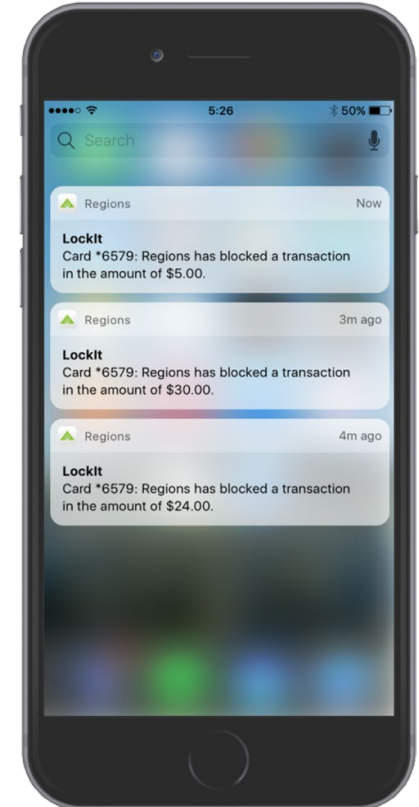 5:26
50%
Search
Regions
Now
LockIt
Card *6579: Regions has blocked a transaction
in the amount of $5.00.
Regions
3m ago
LockIt
Card *6579: Regions has blocked a transaction
in the amount of $30.00.
Regions
4m ago
LockIt
Card *6579: Regions has blocked a transaction
in the amount of $24.00.